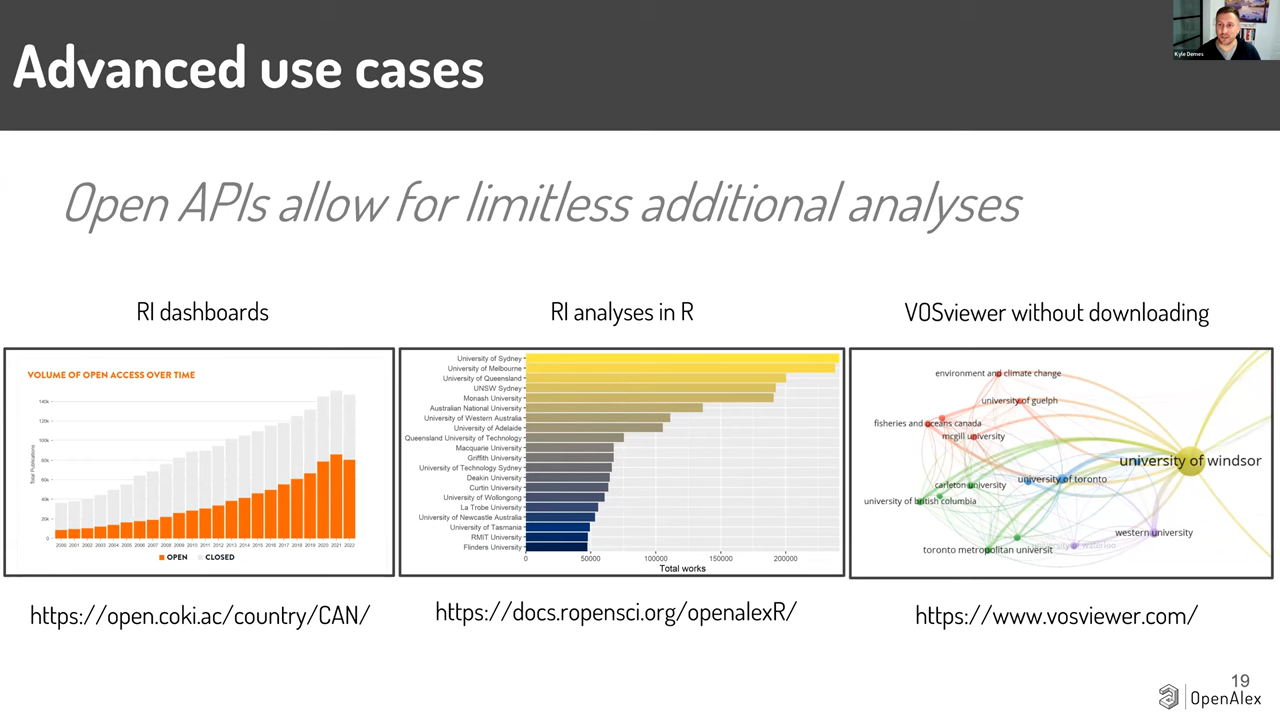 Advanced use cases
Kyle Demes
Open APIs allow for limitless additional analyses
RI dashboards
VOLUME OF OPEN ACCESS OVER TIME
Total Publications
140k
120k
100k
80k
60k
40k
20k
0
2000 2001 2002 2003 2004 2005 2006 2007 2008 2009 2010 2011 2012 2013 2014 2015 2016 2017 2018 2019 2020 2021 2022
OPEN CLOSED
https://open.coki.ac/country/CAN/
RI analyses in R
University of Sydney
University of Melbourne
University of Queensland
UNSW Sydney
Monash University
Australian National University
University of Western Australia
University of Adelaide
Queensland University of Technology
Macquarie University
Griffith University
University of Technology Sydney
Deakin University
Curtin University
University of Wollongong
La Trobe University
University of Newcastle Australia
University of Tasmania
RMIT University
Flinders University
0 50000 100000 150000 200000
Total works
https://docs.ropensci.org/openalexR/
VOSviewer without downloading
environment and climate change
university of guelph
fisheries and oceans canada
mcgill university
university of windsor
university of toronto
carleton university
university of british columbia
western university
university of waterloo
toronto metropolitan universit
https://www.vosviewer.com/
19
OpenAlex